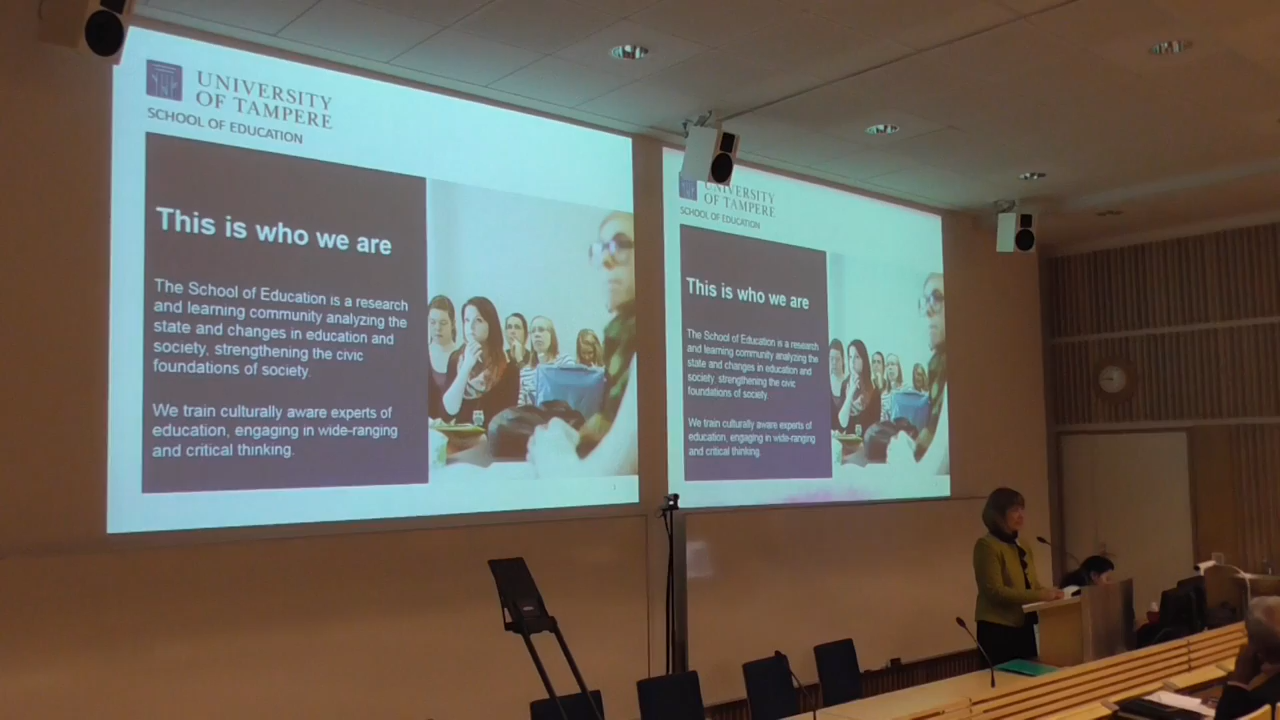 UNIVERSITY
OF TAMPERE
SCHOOL OF EDUCATION
This is who we are
The School of Education is a research
and learning community analyzing the
state and changes in education and
society, strengthening the civic
foundations of society.
We train culturally aware experts of
education, engaging in wide-ranging
and critical thinking.
UNIVERSITY
OF TAMPERE
SCHOOL OF EDUCATION
This is who we are
The School of Education is a research
and learning community analyzing the
state and changes in education and
society, strengthening the civic
foundations of society.
We train culturally aware experts of
education, engaging in wide-ranging
and critical thinking.